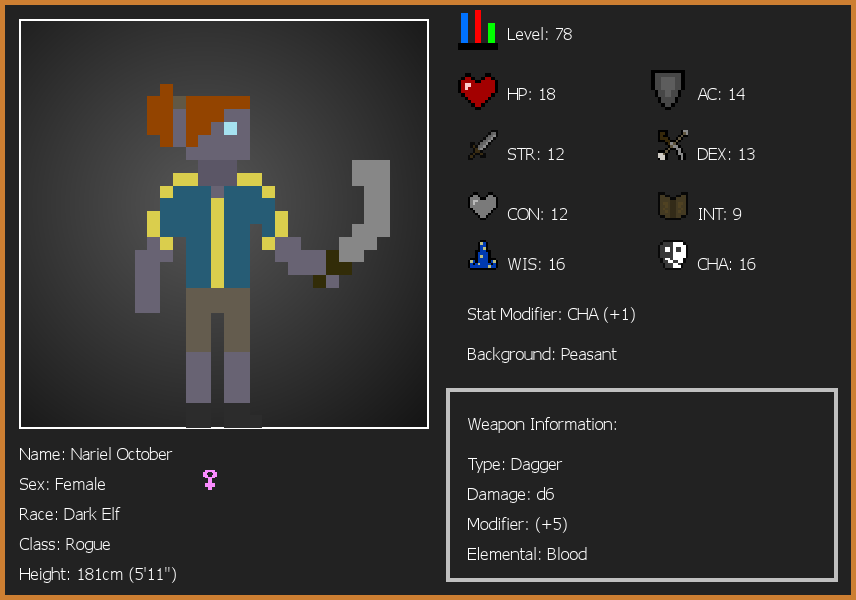 Level: 78
HP: 18
AC: 14
STR: 12
DEX: 13
CON: 12
INT: 9
WIS: 16
CHA: 16
Stat Modifier: CHA (+1)
Background: Peasant
Weapon Information:
Type: Dagger
Damage: d6
Modifier: (+5)
Elemental: Blood
Name: Nariel October
Sex: Female
Race: Dark Elf
Class: Rogue
Height: 181cm (5'11")